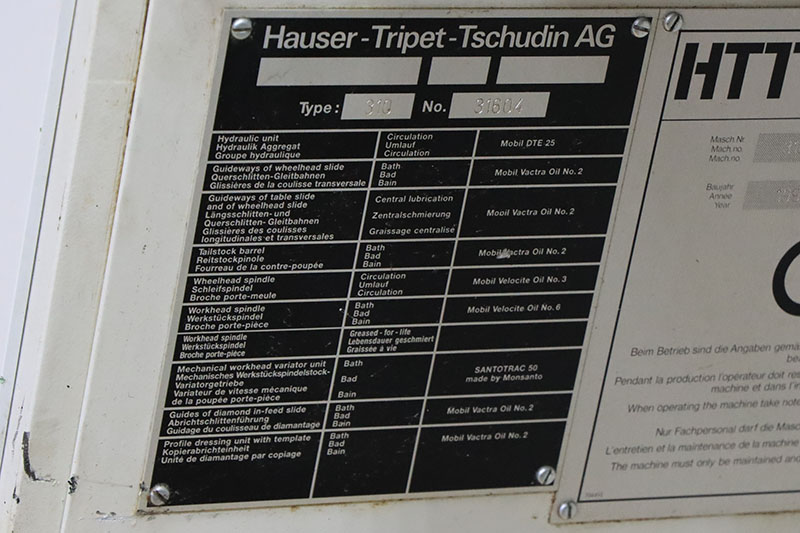 Hauser-Tripet-Tschudin AG
Type: 310 No. 31604
Hydraulic unit
Hydraulik Aggregat
Groupe hydraulique
Circulation
Umlauf
Circulation
Mobil DTE 25
Guideways of wheelhead slide
Querschlitten-Gleitbahnen
Glissières de la coulisse transversale
Bath
Bad
Bain
Mobil Vactra Oil No. 2
Guideways of table slide
and of wheelhead slide
Längsschlitten-und
Querschlitten-Gleitbahnen
Glissières des coulisses
longitudinales et transversales
Central lubrication
Zentralschmierung
Graissage centralisé
Mobil Vactra Oil No. 2
Tailstock barrel
Reitstockpinole
Fourreau de la contre-poupée
Bath
Bad
Bain
Mobil Vactra Oil No. 2
Wheelhead spindle
Schleifspindel
Broche porte-meule
Circulation
Umlauf
Circulation
Mobil Velocite Oil No. 3
Workhead spindle
Werkstückspindel
Broche porte-pièce
Bath
Bad
Bain
Mobil Velocite Oil No. 6
Workhead spindle
Werkstückspindel
Broche porte-pièce
Greased-for-life
Lebensdauer geschmiert
Graissée à vie
Mechanical workhead variator unit
Mechanisches Werkstückspindelstock-
Variatorgetriebe
Variateur de vitesse mécanique
de la poupée porte-pièce
Bath
Bad
Bain
SANTOTRAC 50
made by Monsanto
Guides of diamond in-feed slide
Abrichtschlittenführung
Guidage du coulisseau de diamantage
Bath
Bad
Bain
Mobil Vactra Oil No. 2
Profile dressing unit with template
Kopierabrichteinheit
Unité de diamantage par copiage
Bath
Bad
Bain
Mobil Vactra Oil No. 2
HTT
Masch Nr
Mach.no.
Mach.no.
Baujahr
Année
Year
Beim Betrieb sind die Angaben
Pendant la production l'opérateur doit
machine et dans
When operating the machine take
Nur Fachpersonal darf die
L'entretien et la maintenance de la machine
The machine must only be maintained